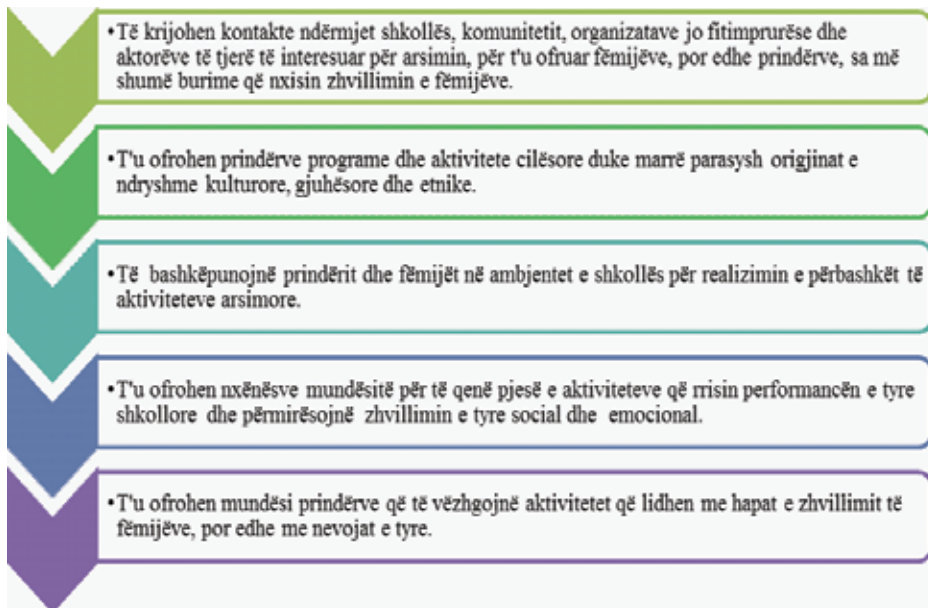 •Të krijohen kontakte ndërmjet shkollës, komunitetit, organizatave jo fitimprurëse dhe
aktorëve të tjerë të interesuar për arsimin, për t'u ofruar fëmijëve, por edhe prindërve, sa më
shumë burime që nxisin zhvillimin e fëmijëve.
•T'u ofrohen prindërve programe dhe aktivitete cilësore duke marrë parasysh origjinat e
ndryshme kulturore, gjuhësore dhe etnike.
•Të bashkëpunojnë prindërit dhe fëmijët në ambjentet e shkollës për realizimin e përbashkët të
aktiviteteve arsimore.
•T'u ofrohen nxënësve mundësitë për të qenë pjesë e aktiviteteve që rrisin performancën e tyre
shkollore dhe përmirësojnë zhvillimin e tyre social dhe emocional.
•T'u ofrohen mundësi prindërve që të vëzhgojnë aktivitetet që lidhen me hapat e zhvillimit të
fëmijëve, por edhe me nevojat e tyre.